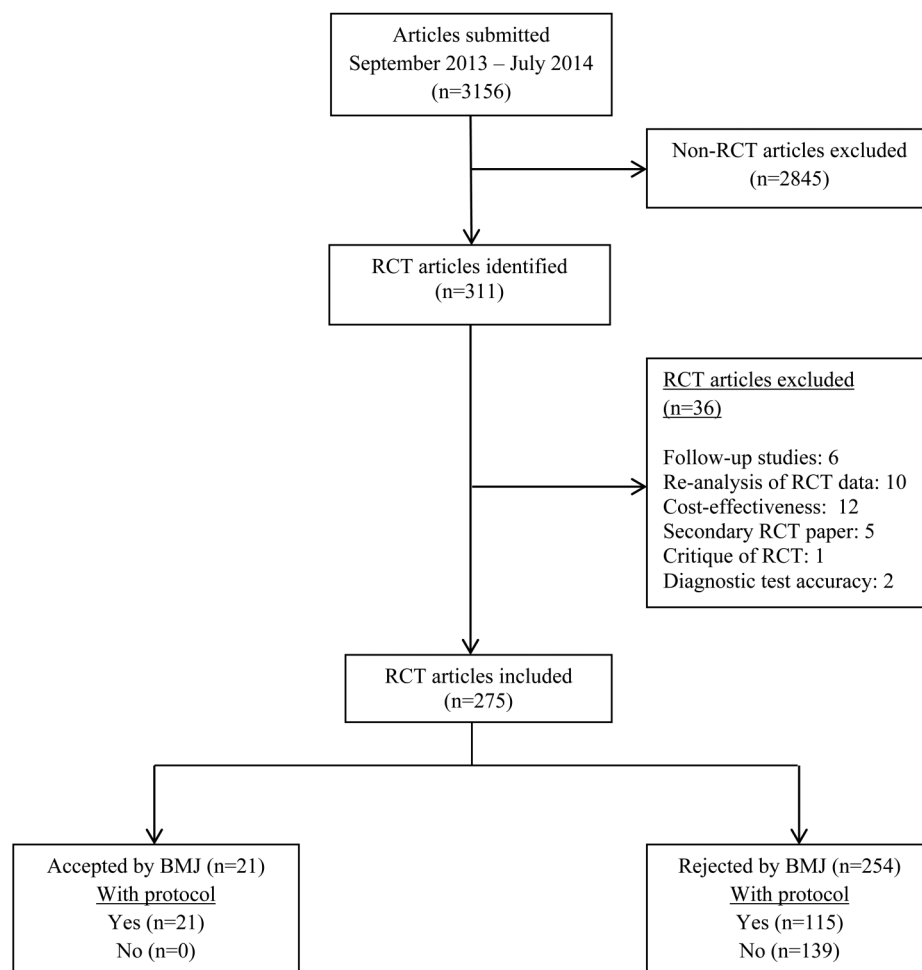 Articles submitted
September 2013 – July 2014
(n=3156)
Non-RCT articles excluded
(n=2845)
RCT articles identified
(n=311)
RCT articles excluded
(n=36)
Follow-up studies: 6
Re-analysis of RCT data: 10
Cost-effectiveness: 12
Secondary RCT paper: 5
Critique of RCT: 1
Diagnostic test accuracy: 2
RCT articles included
(n=275)
Accepted by BMJ (n=21)
With protocol
Yes (n=21)
No (n=0)
Rejected by BMJ (n=254)
With protocol
Yes (n=115)
No (n=139)